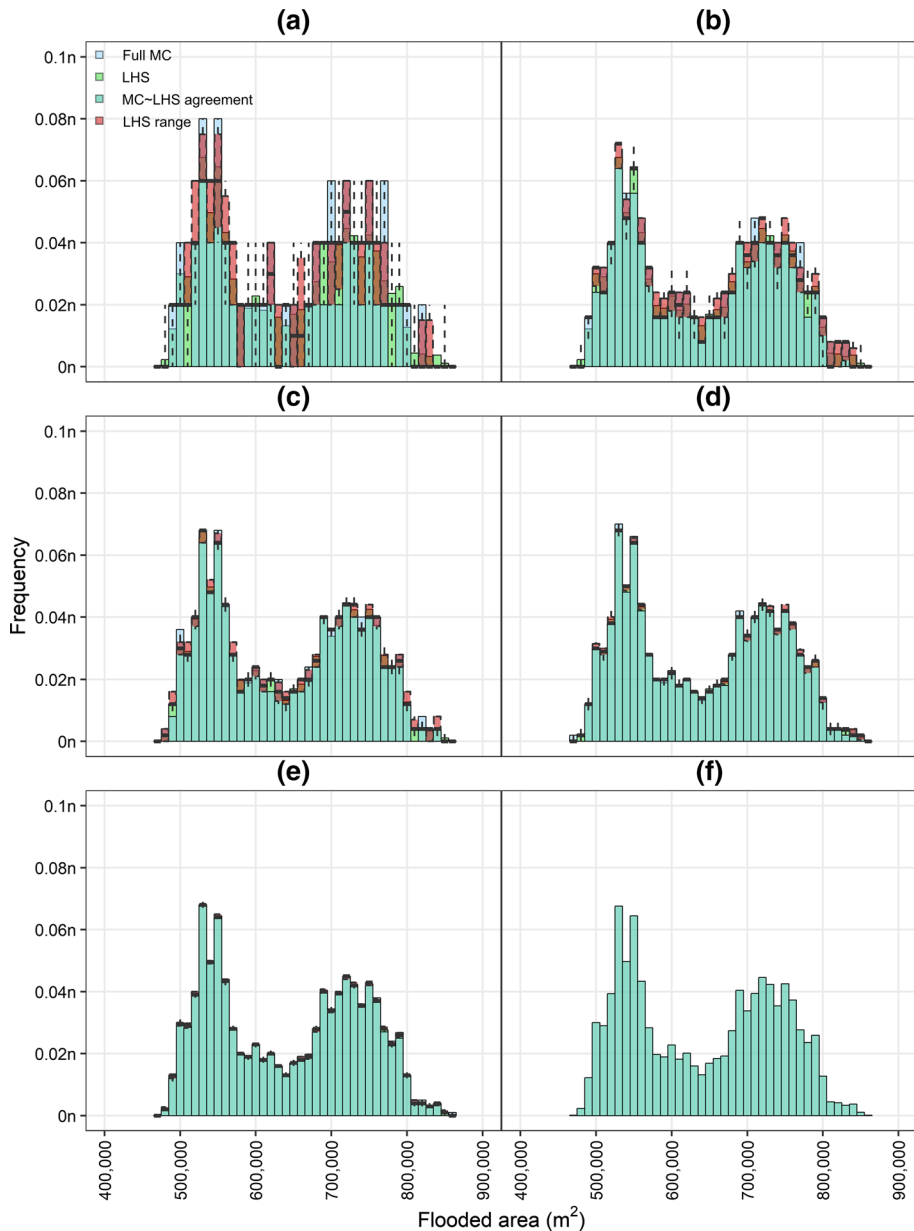 (a)
(b)
Full MC
LHS
MC~LHS agreement
LHS range
0.1n
0.08n
0.06n
0.04n
0.02n
0n
(c)
(d)
0.1n
0.08n
0.06n
0.04n
0.02n
0n
Frequency
(e)
(f)
0.1n
0.08n
0.06n
0.04n
0.02n
0n
400,000
500,000
600,000
700,000
800,000
900,000
400,000
500,000
600,000
700,000
800,000
900,000
Flooded area (m²)